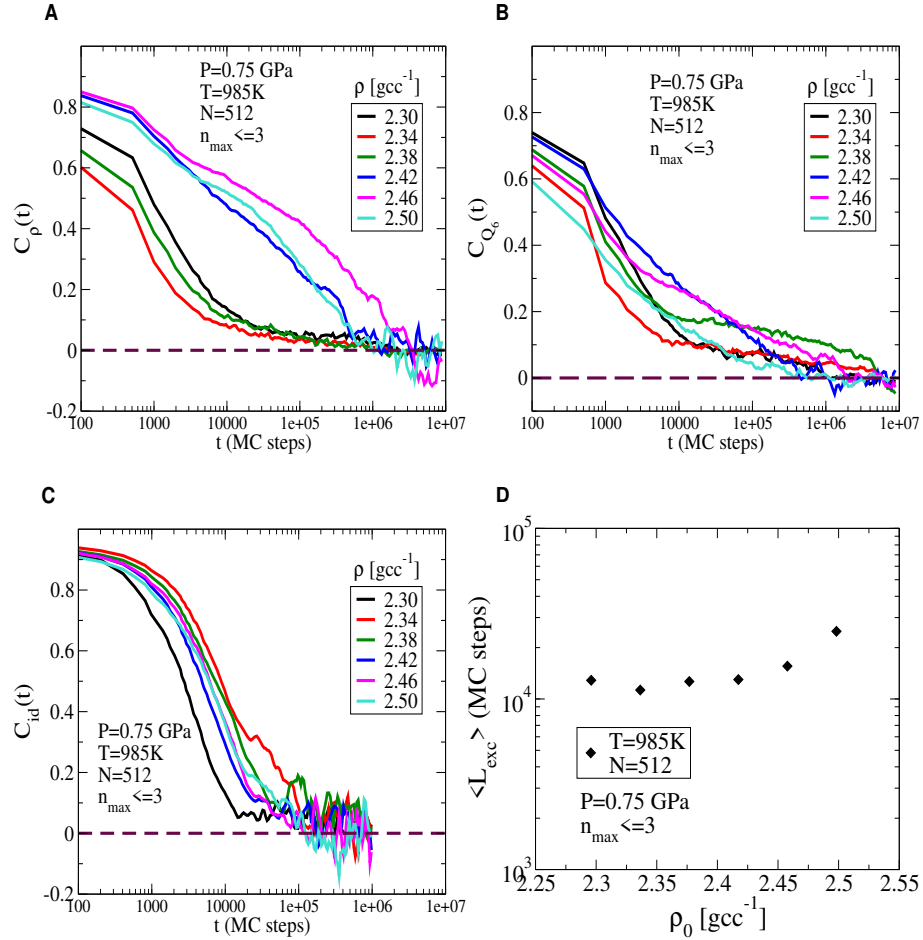 A
P=0.75 GPa
T=985K
N=512
n_max<=3
ρ [gcc⁻¹]
2.30
2.34
2.38
2.42
2.46
2.50
C_ρ(t)
0.8
0.6
0.4
0.2
0
-0.2
100 1000 10000 1e+05 1e+06 1e+07
t (MC steps)
B
P=0.75 GPa
T=985K
N=512
n_max<=3
ρ [gcc⁻¹]
2.30
2.34
2.38
2.42
2.46
2.50
C_Q₆(t)
0.8
0.6
0.4
0.2
0
100 1000 10000 1e+05 1e+06 1e+07
t (MC steps)
C
ρ [gcc⁻¹]
2.30
2.34
2.38
2.42
2.46
2.50
P=0.75 GPa
T=985K
N=512
n_max<=3
C_id(t)
0.8
0.6
0.4
0.2
0
-0.2
100 1000 10000 1e+05 1e+06 1e+07
t (MC steps)
D
10⁵
10⁴
10³
<L_exc> (MC steps)
T=985K
N=512
P=0.75 GPa
n_max<=3
2.25 2.3 2.35 2.4 2.45 2.5 2.55
ρ₀ [gcc⁻¹]